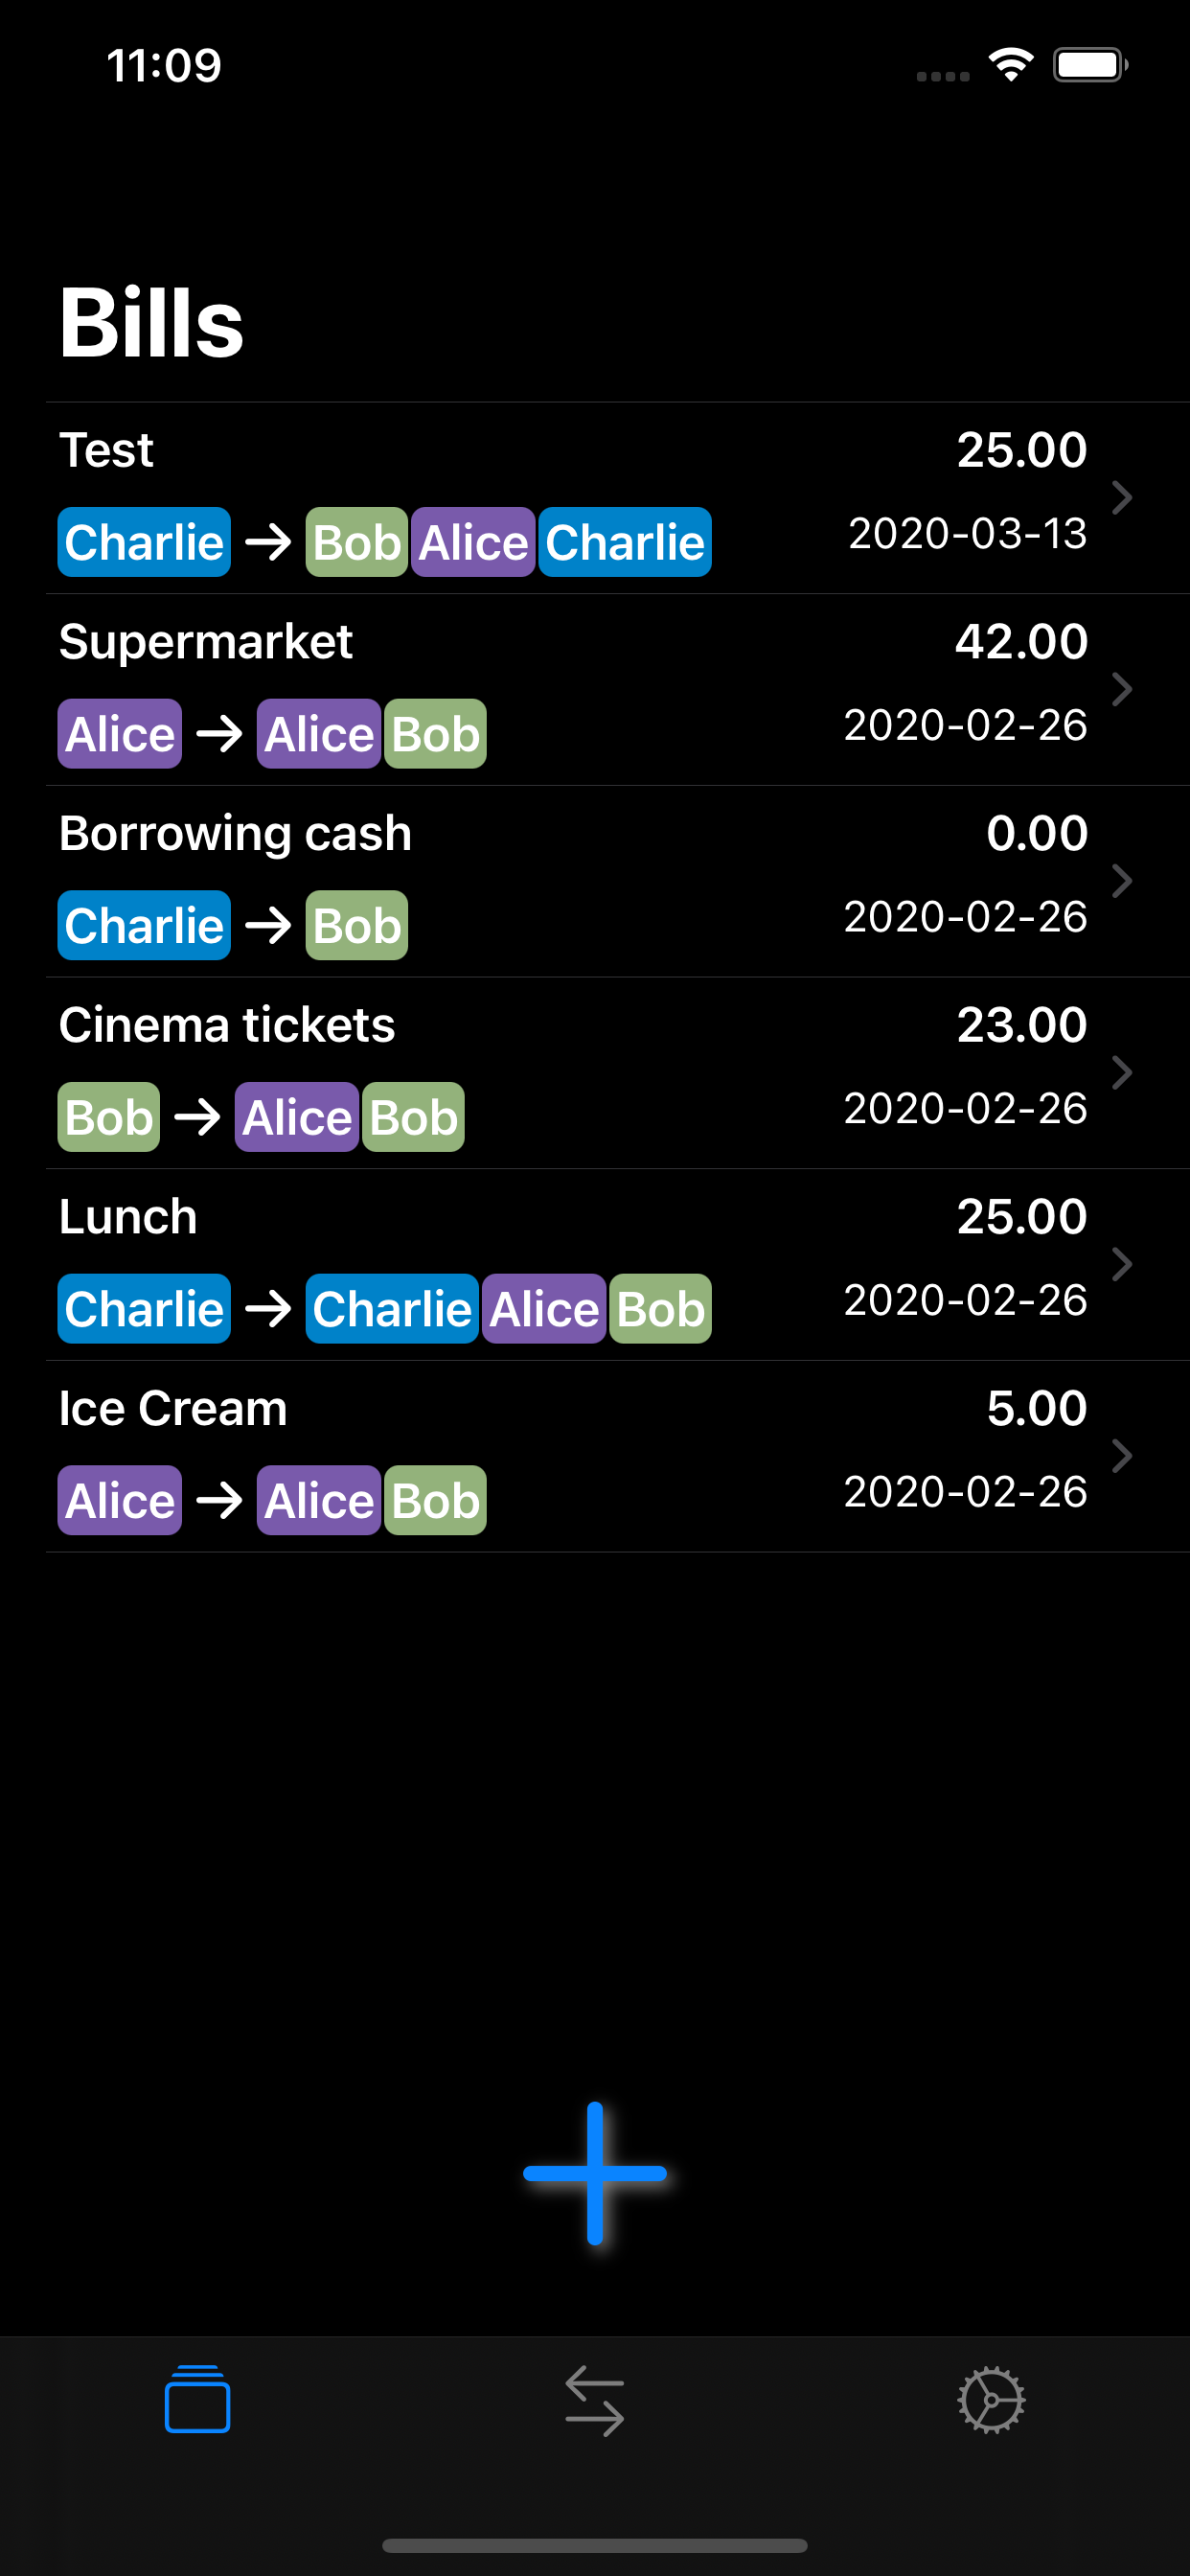 11:09
Bills
Test 25.00
Charlie → Bob Alice Charlie 2020-03-13
Supermarket 42.00
Alice → Alice Bob 2020-02-26
Borrowing cash 0.00
Charlie → Bob 2020-02-26
Cinema tickets 23.00
Bob → Alice Bob 2020-02-26
Lunch 25.00
Charlie → Charlie Alice Bob 2020-02-26
Ice Cream 5.00
Alice → Alice Bob 2020-02-26